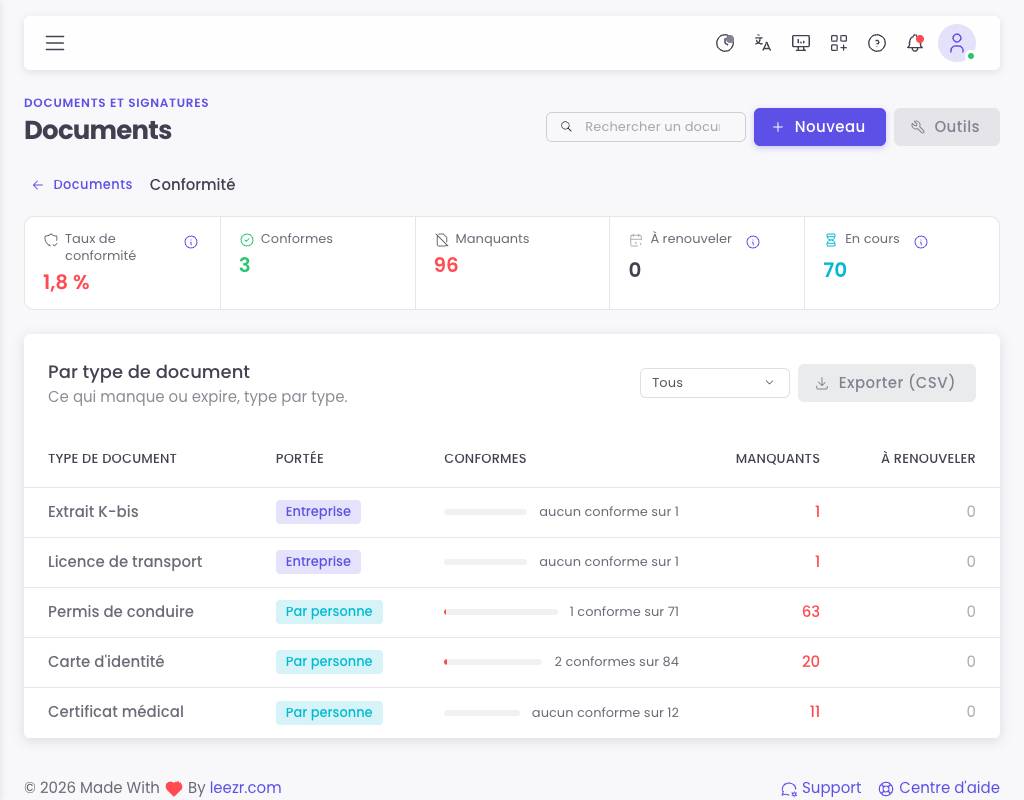 DOCUMENTS ET SIGNATURES
Documents
Rechercher un docu
Nouveau
Outils
Documents
Conformité
Taux de
conformité
1,8 %
Conformes
3
Manquants
96
À renouveler
0
En cours
70
Par type de document
Ce qui manque ou expire, type par type.
Tous
Exporter (CSV)
TYPE DE DOCUMENT PORTÉE CONFORMES MANQUANTS À RENOUVELER
Extrait K-bis Entreprise aucun conforme sur 1 1 0
Licence de transport Entreprise aucun conforme sur 1 1 0
Permis de conduire Par personne 1 conforme sur 71 63 0
Carte d'identité Par personne 2 conformes sur 84 20 0
Certificat médical Par personne aucun conforme sur 12 11 0
© 2026 Made With By leezr.com
Support
Centre d'aide